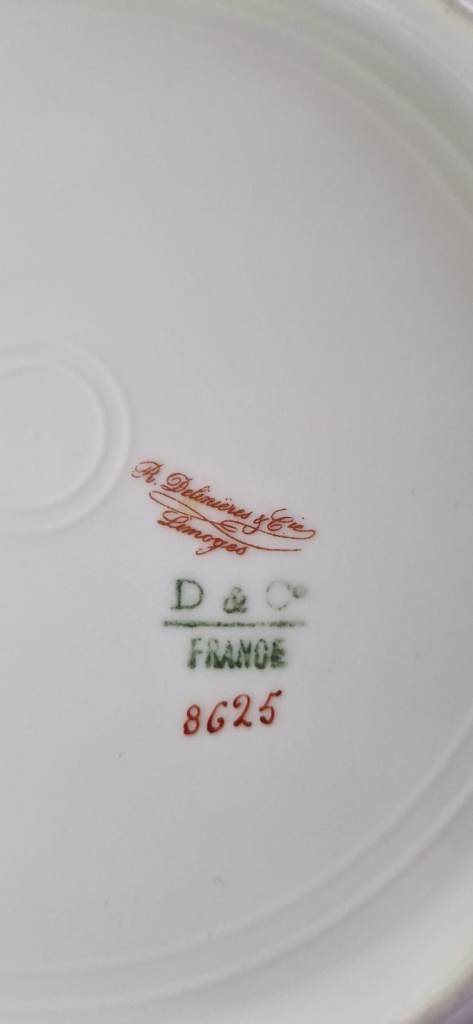 R. Delinières & Cie
Limoges
D & Co
FRANCE
8625